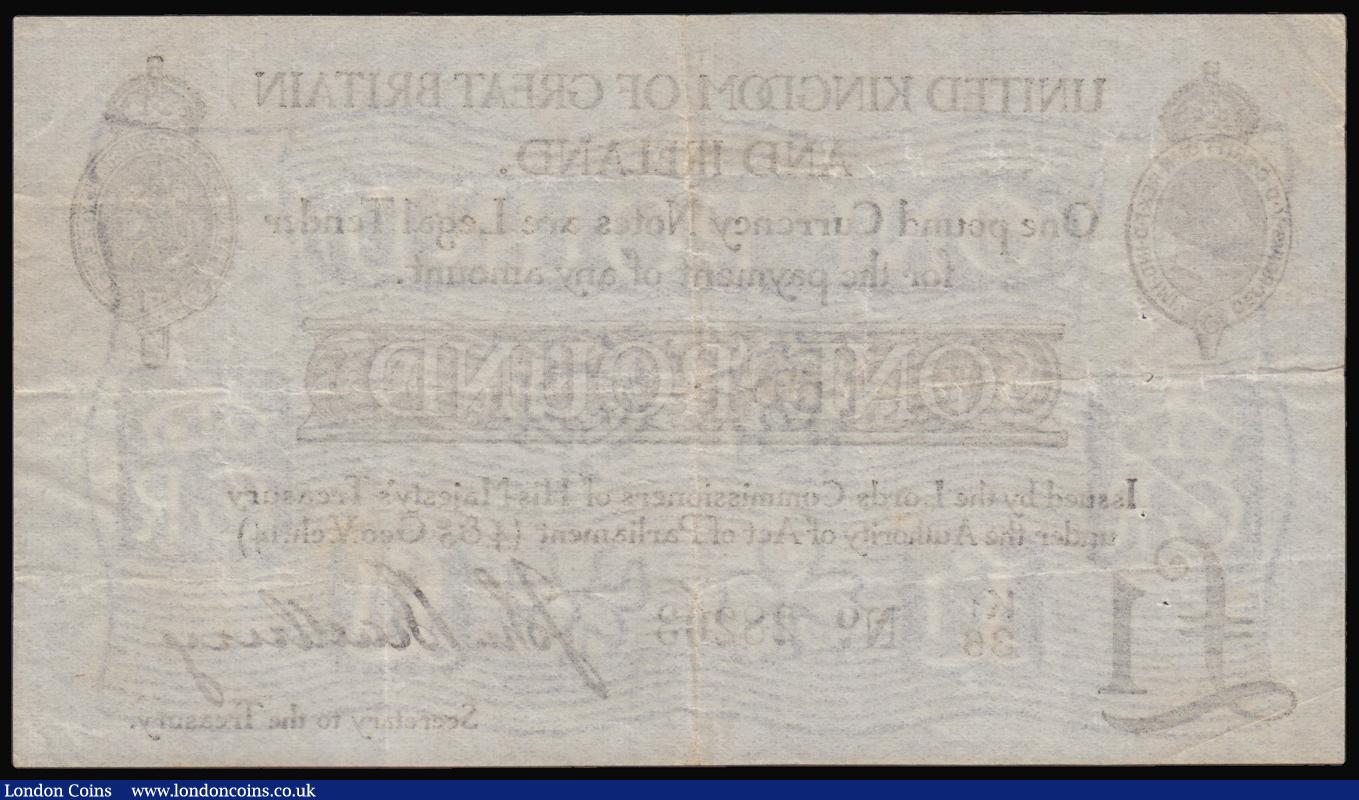 UNITED KINGDOM OF GREAT BRITAIN
AND IRELAND.
One pound Currency Notes are Legal Tender
for the payment of any amount.
ONE POUND
Issued by the Lords Commissioners of His Majesty's Treasury
under the Authority of Act of Parliament (4 & 5 Geo.V.ch.14)
£1
K1
36
No 28263
John Bradbury
Secretary to the Treasury.
London Coins www.londoncoins.co.uk